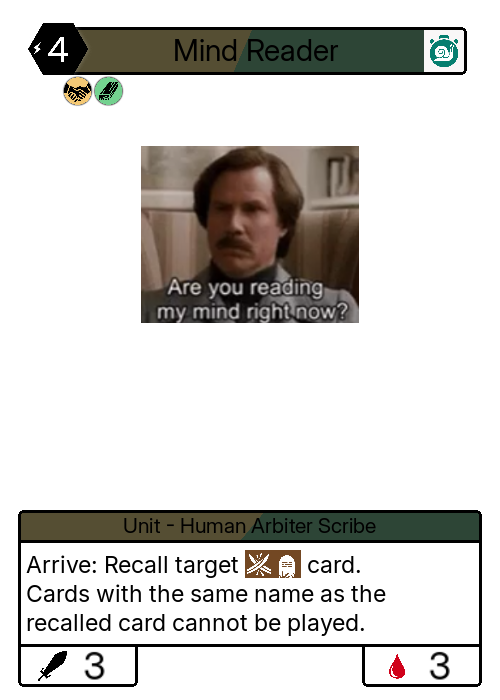 4 Mind Reader
Are you reading
my mind right now?
Unit - Human Arbiter Scribe
Arrive: Recall target card.
Cards with the same name as the
recalled card cannot be played.
3 3